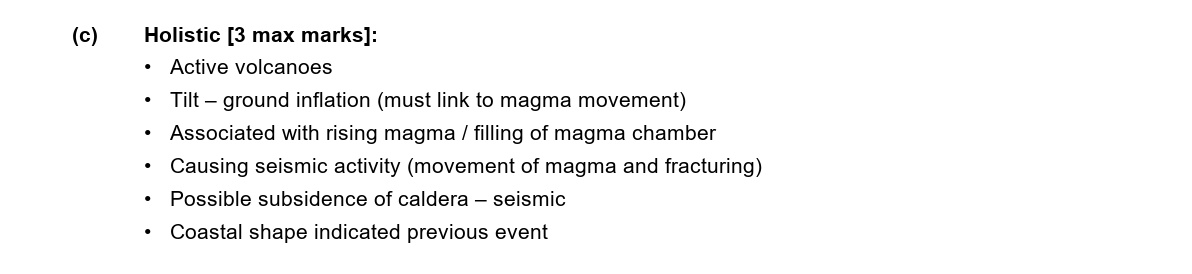 (c) Holistic [3 max marks]:
• Active volcanoes
• Tilt – ground inflation (must link to magma movement)
• Associated with rising magma / filling of magma chamber
• Causing seismic activity (movement of magma and fracturing)
• Possible subsidence of caldera – seismic
• Coastal shape indicated previous event